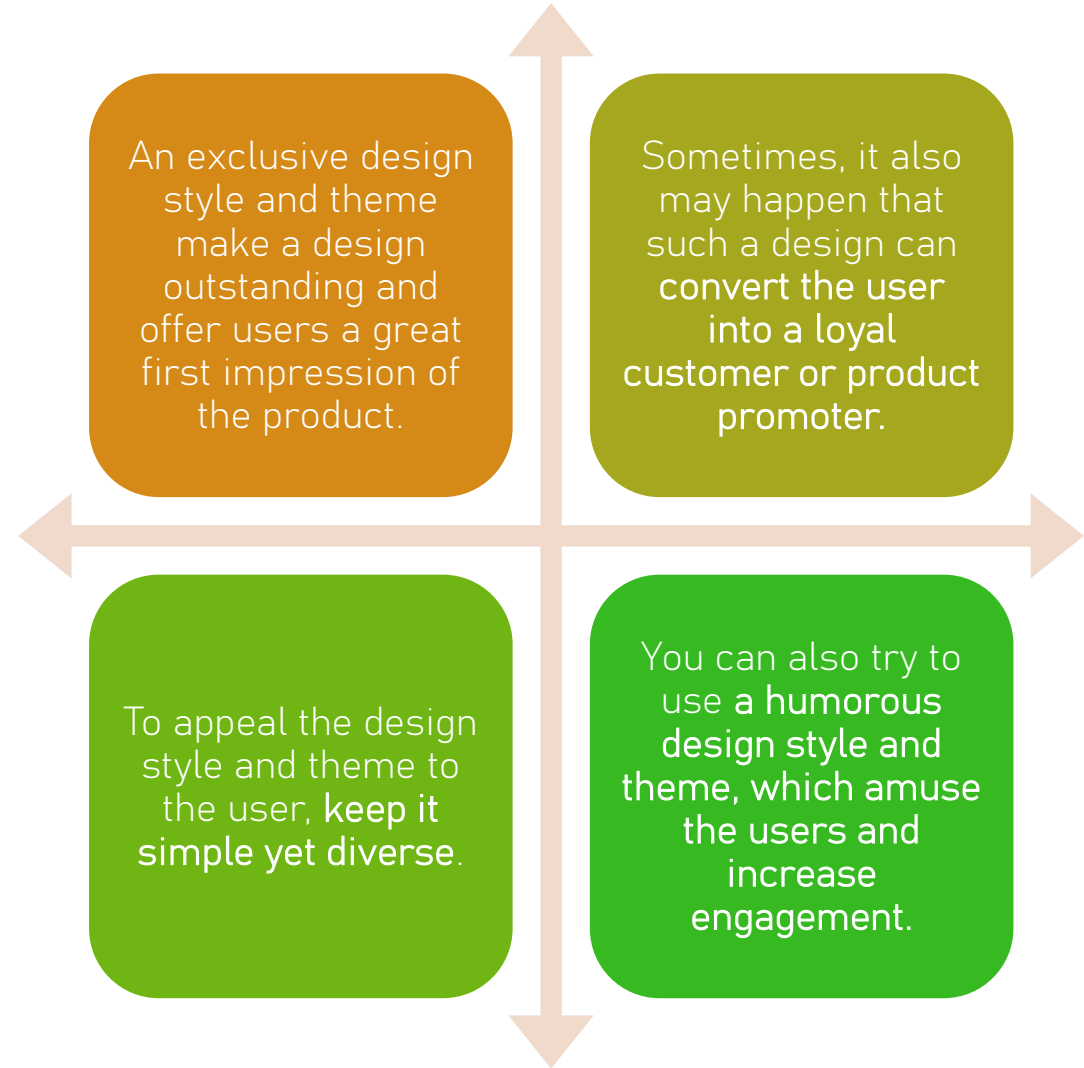 An exclusive design
style and theme
make a design
outstanding and
offer users a great
first impression of
the product.
Sometimes, it also
may happen that
such a design can
convert the user
into a loyal
customer or product
promoter.
To appeal the design
style and theme to
the user, keep it
simple yet diverse.
You can also try to
use a humorous
design style and
theme, which amuse
the users and
increase
engagement.